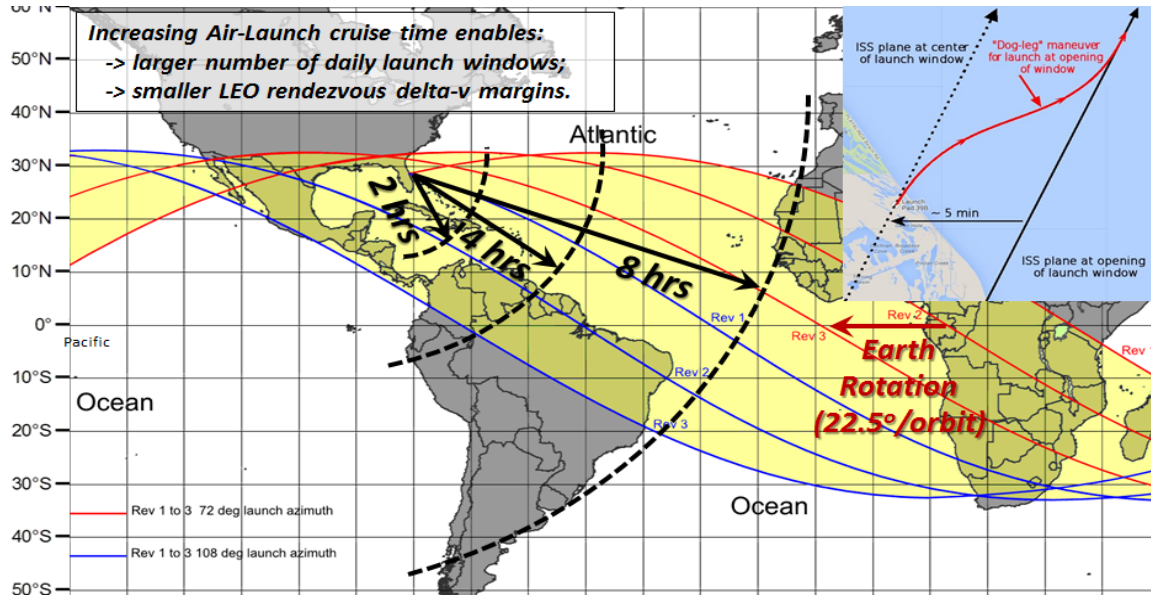 Increasing Air-Launch cruise time enables:
-> larger number of daily launch windows;
-> smaller LEO rendezvous delta-v margins.
50°N
40°N
30°N
20°N
10°N
0°
10°S
20°S
30°S
40°S
50°S
Atlantic
Pacific
Ocean
Ocean
2 hrs
4 hrs
8 hrs
Rev 1
Rev 2
Rev 3
Rev 3
Rev 2
Rev 1
Earth
Rotation
(22.5°/orbit)
Rev 1 to 3 72 deg launch azimuth
Rev 1 to 3 108 deg launch azimuth
ISS plane at center
of launch window
"Dog-leg" maneuver
for launch at opening
of window
Launch
Pad 39B
~ 5 min
ISS plane at opening
of launch window